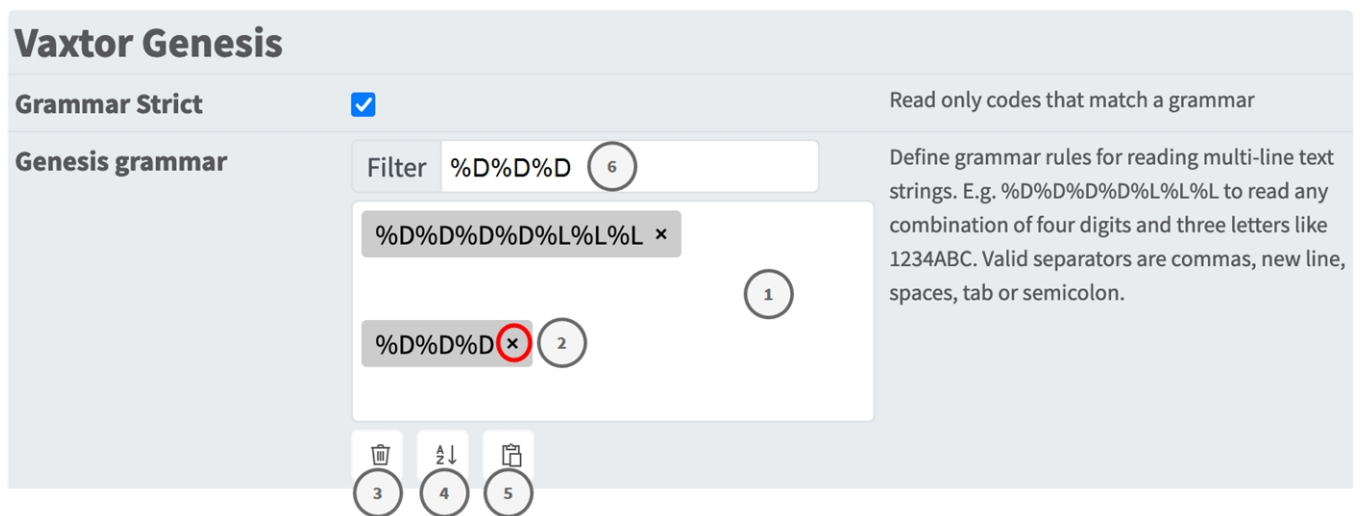 Vaxtor Genesis
Grammar Strict
Read only codes that match a grammar
Genesis grammar
Filter %D%D%D 6
Define grammar rules for reading multi-line text
strings. E.g. %D%D%D%D%L%L%L to read any
combination of four digits and three letters like
1234ABC. Valid separators are commas, new line,
spaces, tab or semicolon.
%D%D%D%D%L%L%L ×
1
%D%D%D × 2
A
Z
3 4 5